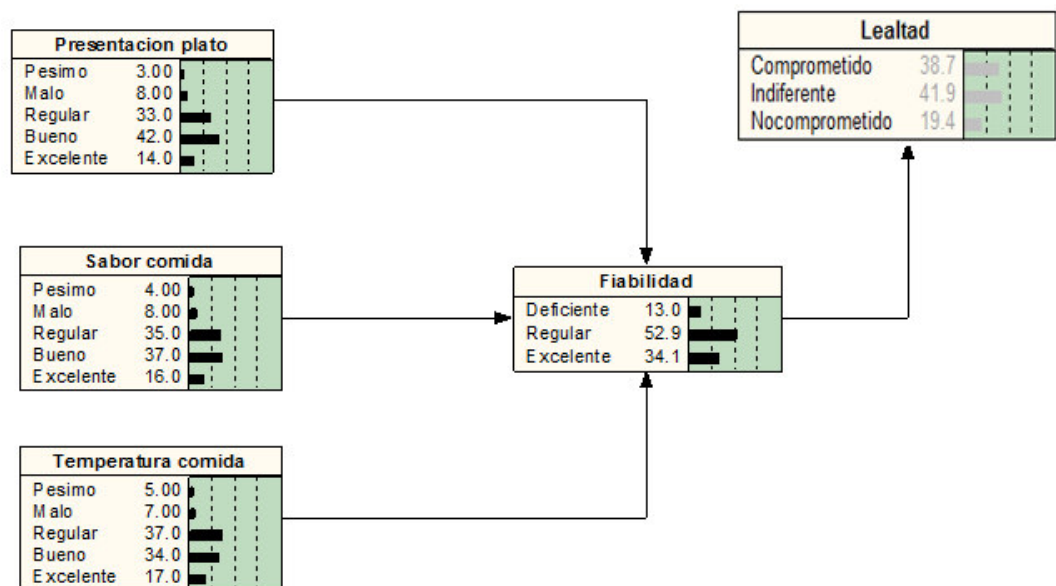 Presentacion plato
Pesimo 3.00
Malo 8.00
Regular 33.0
Bueno 42.0
Excelente 14.0
Lealtad
Comprometido 38.7
Indiferente 41.9
Nocomprometido 19.4
Sabor comida
Pesimo 4.00
Malo 8.00
Regular 35.0
Bueno 37.0
Excelente 16.0
Fiabilidad
Deficiente 13.0
Regular 52.9
Excelente 34.1
Temperatura comida
Pesimo 5.00
Malo 7.00
Regular 37.0
Bueno 34.0
Excelente 17.0